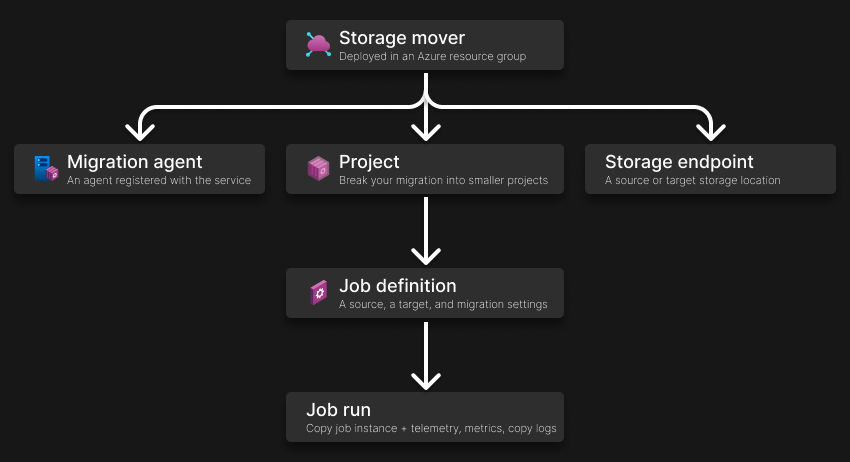 Storage mover
Deployed in an Azure resource group
Migration agent
An agent registered with the service
Project
Break your migration into smaller projects
Storage endpoint
A source or target storage location
Job definition
A source, a target, and migration settings
Job run
Copy job instance + telemetry, metrics, copy logs